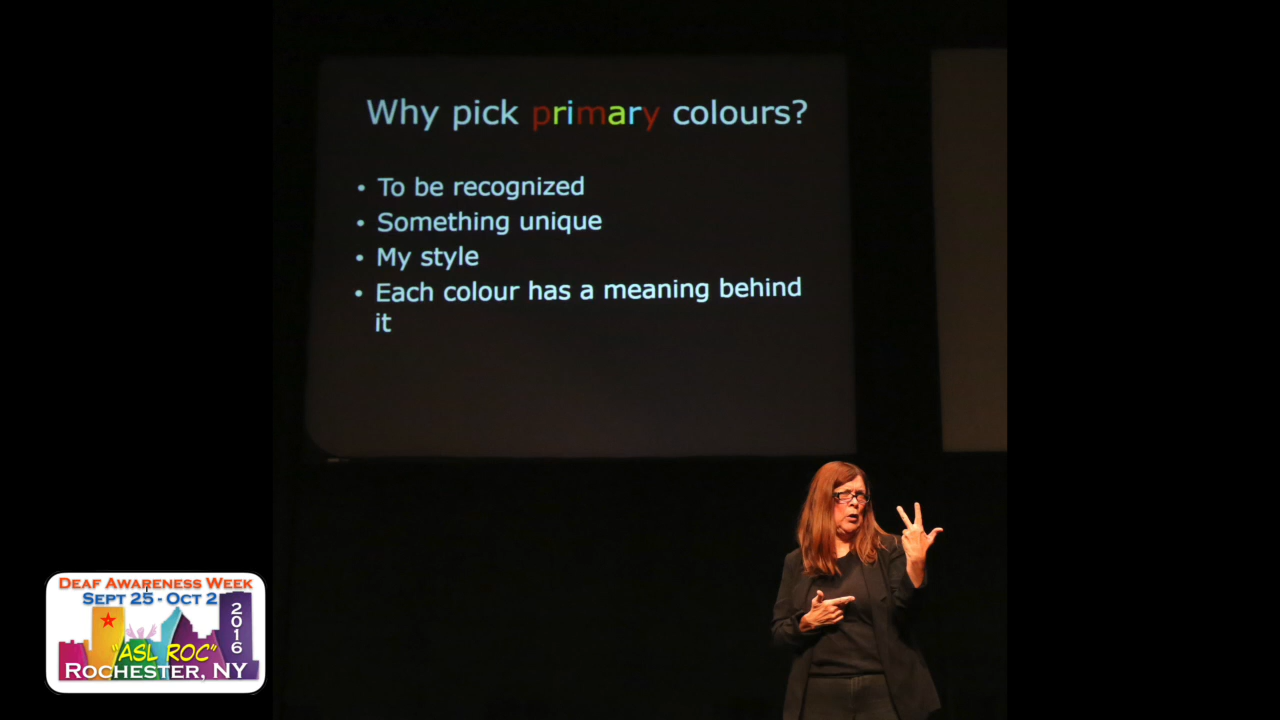 Why pick primary colours?
• To be recognized
• Something unique
• My style
• Each colour has a meaning behind
it
Deaf Awareness Week
Sept 25 - Oct 2
2016
"ASL ROC"
Rochester, NY